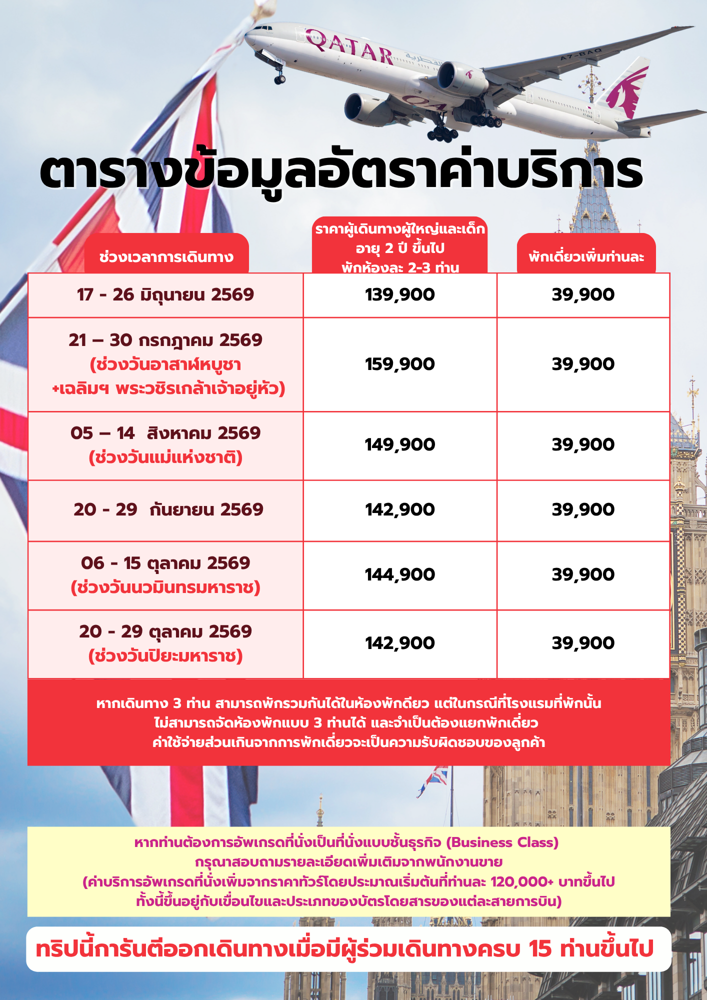 QATAR القطرية
A7-BAQ
QA
A7-BAQ
ตารางข้อมูลอัตราค่าบริการ
ช่วงเวลาการเดินทาง
ราคาผู้เดินทางผู้ใหญ่และเด็ก
อายุ 2 ปี ขึ้นไป
พักห้องละ 2-3 ท่าน
พักเดี่ยวเพิ่มท่านละ
17 - 26 มิถุนายน 2569
139,900
39,900
21 – 30 กรกฎาคม 2569
(ช่วงวันอาสาฬหบูชา
+เฉลิมฯ พระวชิรเกล้าเจ้าอยู่หัว)
159,900
39,900
05 – 14 สิงหาคม 2569
(ช่วงวันแม่แห่งชาติ)
149,900
39,900
20 - 29 กันยายน 2569
142,900
39,900
06 - 15 ตุลาคม 2569
(ช่วงวันนวมินทรมหาราช)
144,900
39,900
20 - 29 ตุลาคม 2569
(ช่วงวันปิยะมหาราช)
142,900
39,900
หากเดินทาง 3 ท่าน สามารถพักรวมกันได้ในห้องพักเดียว แต่ในกรณีที่โรงแรมที่พักนั้น
ไม่สามารถจัดห้องพักแบบ 3 ท่านได้ และจำเป็นต้องแยกพักเดี่ยว
ค่าใช้จ่ายส่วนเกินจากการพักเดี่ยวจะเป็นความรับผิดชอบของลูกค้า
หากท่านต้องการอัพเกรดที่นั่งเป็นที่นั่งแบบชั้นธุรกิจ (Business Class)
กรุณาสอบถามรายละเอียดเพิ่มเติมจากพนักงานขาย
(ค่าบริการอัพเกรดที่นั่งเพิ่มจากราคาทัวร์โดยประมาณเริ่มต้นที่ท่านละ 120,000+ บาทขึ้นไป
ทั้งนี้ขึ้นอยู่กับเขื่อนไขและประเภทของบัตรโดยสารของแต่ละสายการบิน)
ทริปนี้การันตีออกเดินทางเมื่อมีผู้ร่วมเดินทางครบ 15 ท่านขึ้นไป